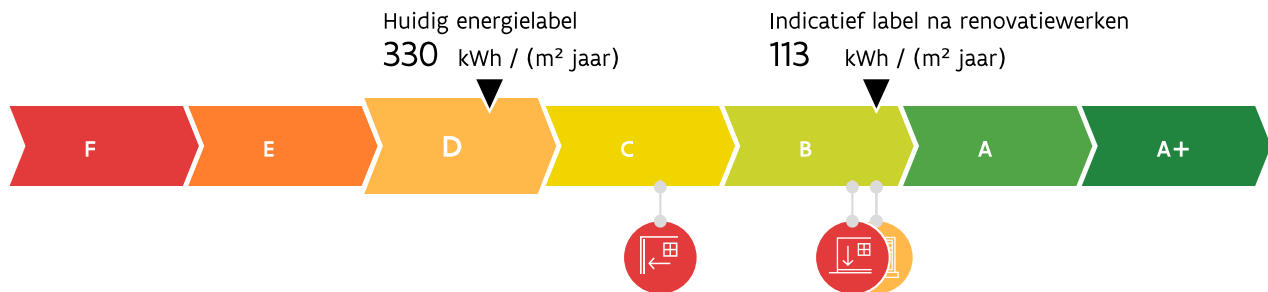 Huidig energielabel
330 kWh / (m² jaar)
Indicatief label na renovatiewerken
113 kWh / (m² jaar)
F E D C B A A+